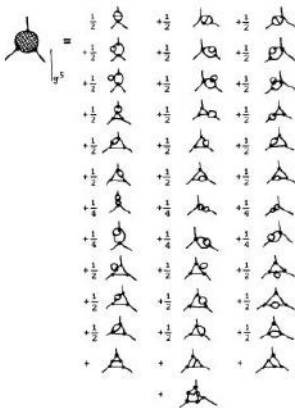 = 1/2 + 1/2 + 1/2
+ 1/2 + 1/2 + 1/2
g⁵ + 1/2 + 1/2 + 1/2
+ 1/2 + 1/2 + 1/2
+ 1/2 + 1/2 + 1/2
+ 1/2 + 1/2 + 1/2
+ 1/4 + 1/4 + 1/4
+ 1/4 + 1/4 + 1/4
+ 1/2 + 1/2 + 1/2
+ 1/2 + 1/2 + 1/2
+ 1/2 + 1/2 + 1/2
+ + +
+